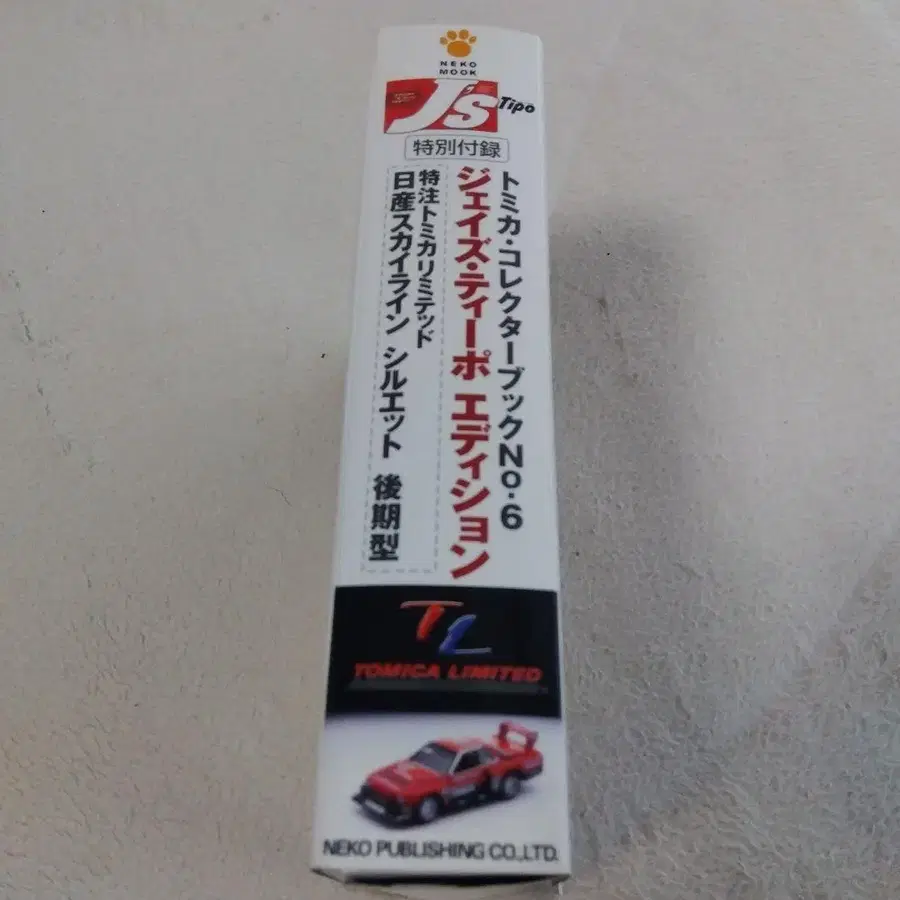 NEKO
MOOK
J's Tipo
特別付録
トミカ・コレクターブックNo.6
ジェイズ・ティーポ エディション
特注トミカリミテッド
日産スカイライン シルエット 後期型
TL
TOMICA LIMITED
NEKO PUBLISHING CO.,LTD.